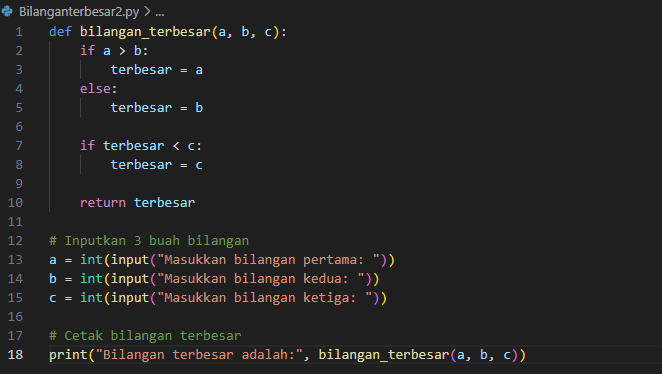 Bilanganterbesar2.py > ...
1 def bilangan_terbesar(a, b, c):
2     if a > b:
3         terbesar = a
4     else:
5         terbesar = b
6
7     if terbesar < c:
8         terbesar = c
9
10     return terbesar
11
12 # Inputkan 3 buah bilangan
13 a = int(input("Masukkan bilangan pertama: "))
14 b = int(input("Masukkan bilangan kedua: "))
15 c = int(input("Masukkan bilangan ketiga: "))
16
17 # Cetak bilangan terbesar
18 print("Bilangan terbesar adalah:", bilangan_terbesar(a, b, c))